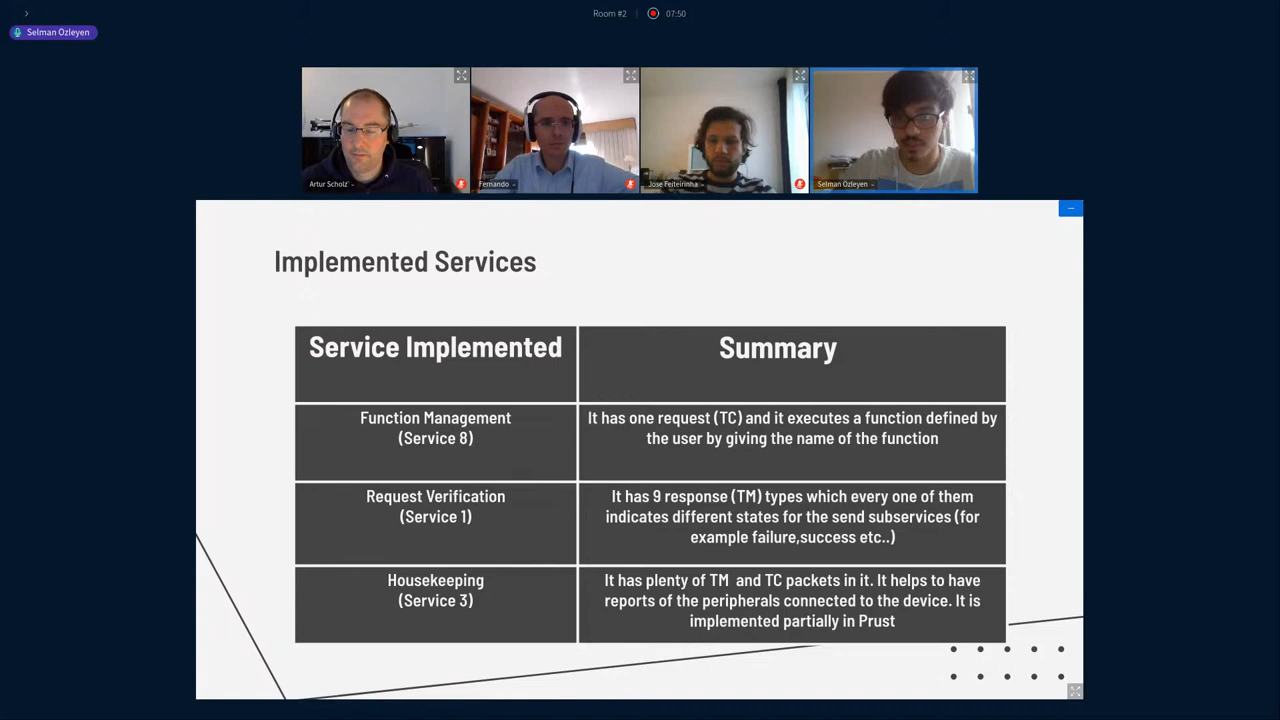 Room #2
07:50
Selman Ozleyen
Artur Scholz'
Fernando
Jose Feiteirinha
Selman Ozleyen
Implemented Services
Service Implemented
Summary
Function Management
(Service 8)
It has one request (TC) and it executes a function defined by
the user by giving the name of the function
Request Verification
(Service 1)
It has 9 response (TM) types which every one of them
indicates different states for the send subservices (for
example failure,success etc..)
Housekeeping
(Service 3)
It has plenty of TM and TC packets in it. It helps to have
reports of the peripherals connected to the device. It is
implemented partially in Prust